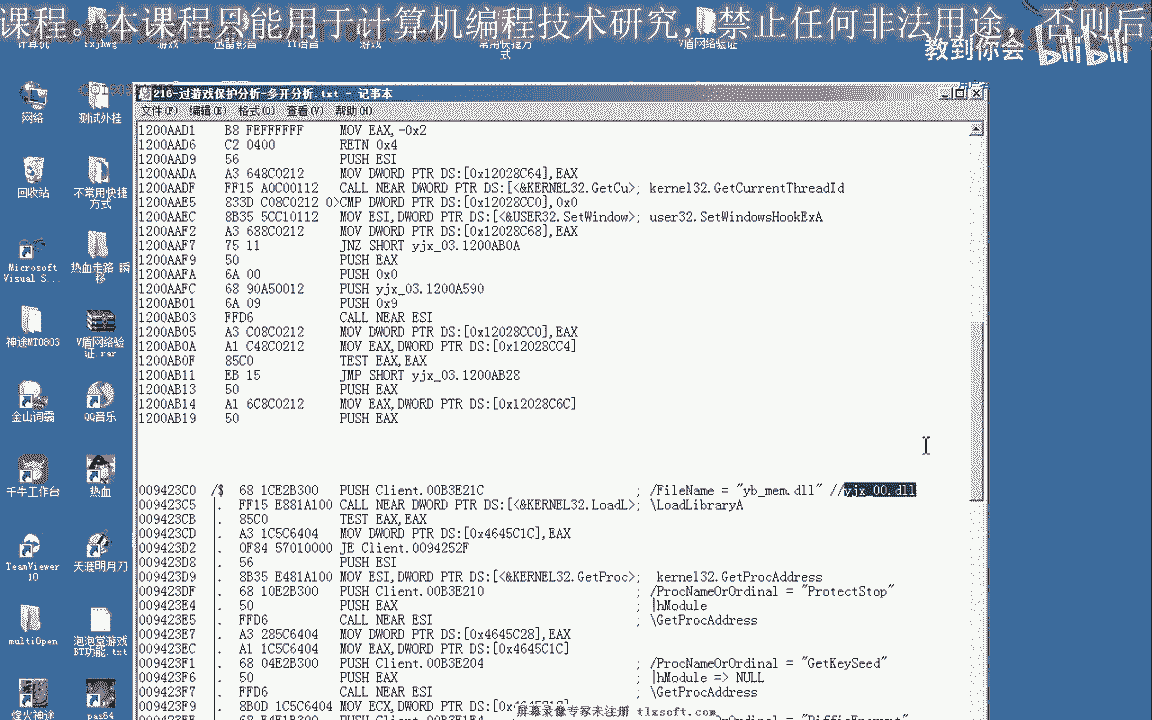 课程。本课程只能用于计算机编程技术研究，禁止任何非法用途，否则后
教到你会 bilibili
216-过游戏保护分析-多开分析.txt - 记事本
文件(F) 编辑(E) 格式(O) 查看(V) 帮助(H)
1200AAD1 B8 FEFFFFFF MOV EAX,-0x2
1200AAD6 C2 0400 RETN 0x4
1200AAD9 56 PUSH ESI
1200AADA A3 648C0212 MOV DWORD PTR DS:[0x12028C64],EAX
1200AADF FF15 A0C00112 CALL NEAR DWORD PTR DS:[<&KERNEL32.GetCu>; kernel32.GetCurrentThreadId
1200AAE5 833D C08C0212 0>CMP DWORD PTR DS:[0x12028CC0],0x0
1200AAEC 8B35 5CC10112 MOV ESI,DWORD PTR DS:[<&USER32.SetWindow>; user32.SetWindowsHookExA
1200AAF2 A3 688C0212 MOV DWORD PTR DS:[0x12028C68],EAX
1200AAF7 75 11 JNZ SHORT yjx_03.1200AB0A
1200AAF9 50 PUSH EAX
1200AAFA 6A 00 PUSH 0x0
1200AAFC 68 90A50012 PUSH yjx_03.1200A590
1200AB01 6A 09 PUSH 0x9
1200AB03 FFD6 CALL NEAR ESI
1200AB05 A3 C08C0212 MOV DWORD PTR DS:[0x12028CC0],EAX
1200AB0A A1 C48C0212 MOV EAX,DWORD PTR DS:[0x12028CC4]
1200AB0F 85C0 TEST EAX,EAX
1200AB11 EB 15 JMP SHORT yjx_03.1200AB28
1200AB13 50 PUSH EAX
1200AB14 A1 6C8C0212 MOV EAX,DWORD PTR DS:[0x12028C6C]
1200AB19 50 PUSH EAX
009423C0 /$ 68 1CE2B300 PUSH Client.00B3E21C ; /FileName = "yb_mem.dll" //yjx_00.dll
009423C5 |. FF15 E881A100 CALL NEAR DWORD PTR DS:[<&KERNEL32.LoadL>; \LoadLibraryA
009423CB |. 85C0 TEST EAX,EAX
009423CD |. A3 1C5C6404 MOV DWORD PTR DS:[0x4645C1C],EAX
009423D2 |. 0F84 57010000 JE Client.0094252F
009423D8 |. 56 PUSH ESI
009423D9 |. 8B35 E481A100 MOV ESI,DWORD PTR DS:[<&KERNEL32.GetProc>; kernel32.GetProcAddress
009423DF |. 68 10E2B300 PUSH Client.00B3E210 ; /ProcNameOrOrdinal = "ProtectStop"
009423E4 |. 50 PUSH EAX ; |hModule
009423E5 |. FFD6 CALL NEAR ESI ; \GetProcAddress
009423E7 |. A3 285C6404 MOV DWORD PTR DS:[0x4645C28],EAX
009423EC |. A1 1C5C6404 MOV EAX,DWORD PTR DS:[0x4645C1C]
009423F1 |. 68 04E2B300 PUSH Client.00B3E204 ; /ProcNameOrOrdinal = "GetKeySeed"
009423F6 |. 50 PUSH EAX ; |hModule => NULL
009423F7 |. FFD6 CALL NEAR ESI ; \GetProcAddress
009423F9 |. 8B0D 1C5C6404 MOV ECX,DWORD PTR DS:
屏幕录像专家未注册 tlxsoft.com
网络 测试外挂
回收站 不常用快捷方式
Microsoft Visual S...
神途MT0803 V盾网络验证.rar
金山词霸 QQ音乐
千牛工作台 热血
TeamViewer 10 天涯明月刀
multiOpen 泡泡堂游戏BT功能.txt
烽火神途